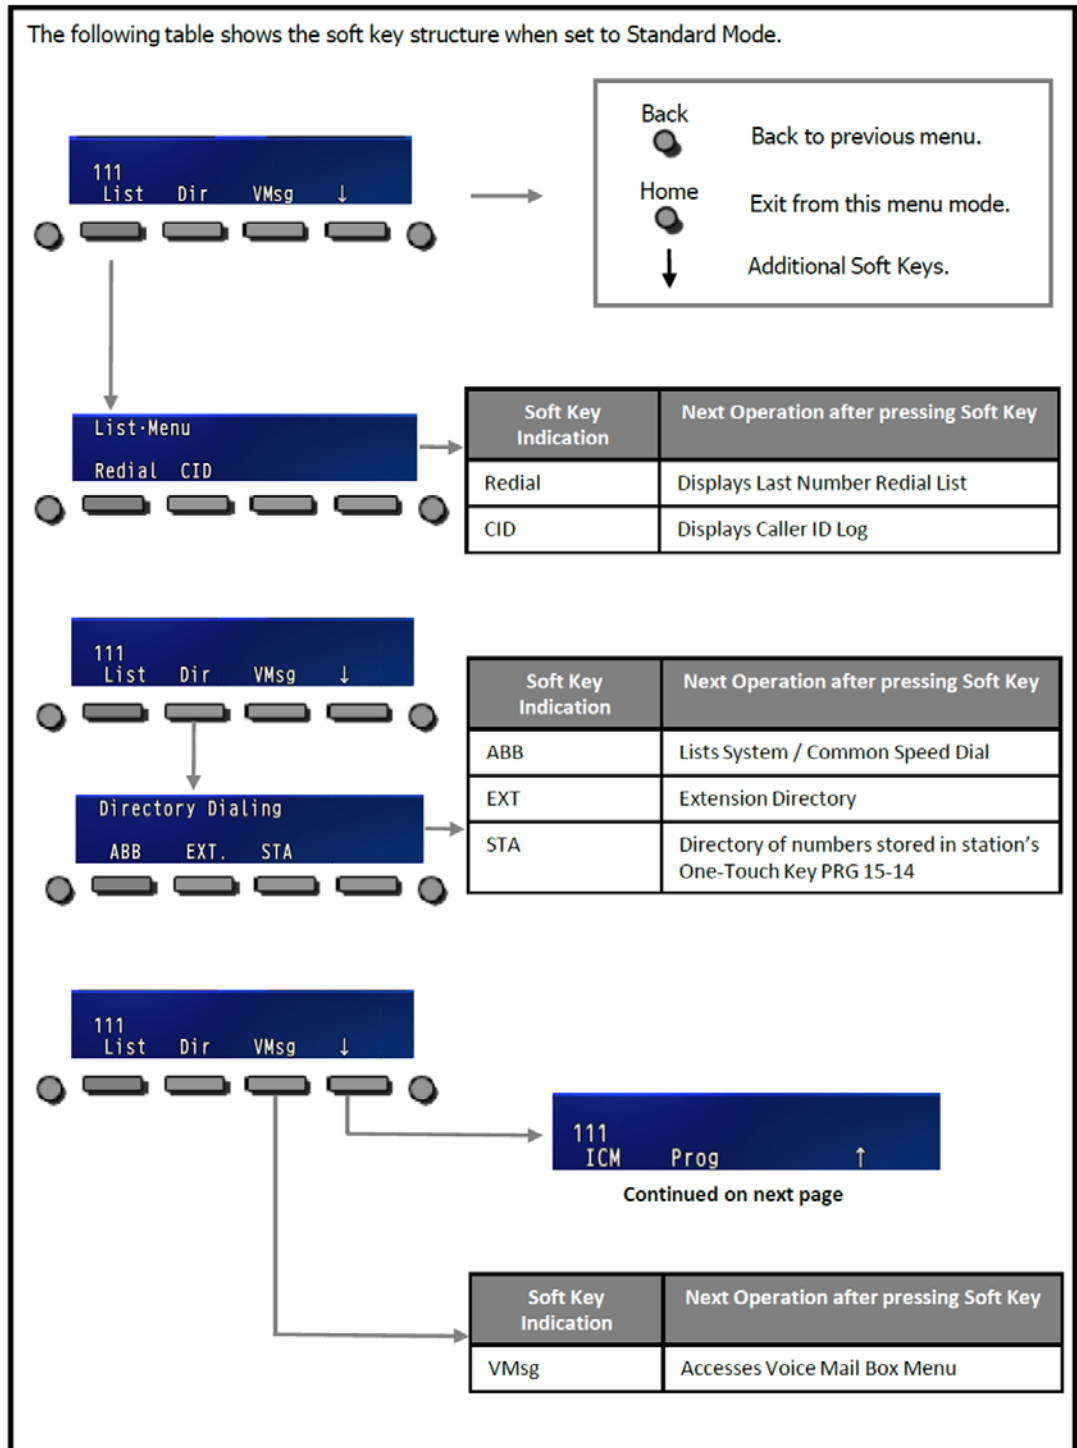 The following table shows the soft key structure when set to Standard Mode.
111
List Dir VMsg ↓
Back
Back to previous menu.
Home
Exit from this menu mode.
↓ Additional Soft Keys.
List·Menu
Redial CID
Soft Key Indication Next Operation after pressing Soft Key
Redial Displays Last Number Redial List
CID Displays Caller ID Log
111
List Dir VMsg ↓
Directory Dialing
ABB EXT. STA
Soft Key Indication Next Operation after pressing Soft Key
ABB Lists System / Common Speed Dial
EXT Extension Directory
STA Directory of numbers stored in station's
One-Touch Key PRG 15-14
111
List Dir VMsg ↓
111
ICM Prog ↑
Continued on next page
Soft Key Indication Next Operation after pressing Soft Key
VMsg Accesses Voice Mail Box Menu